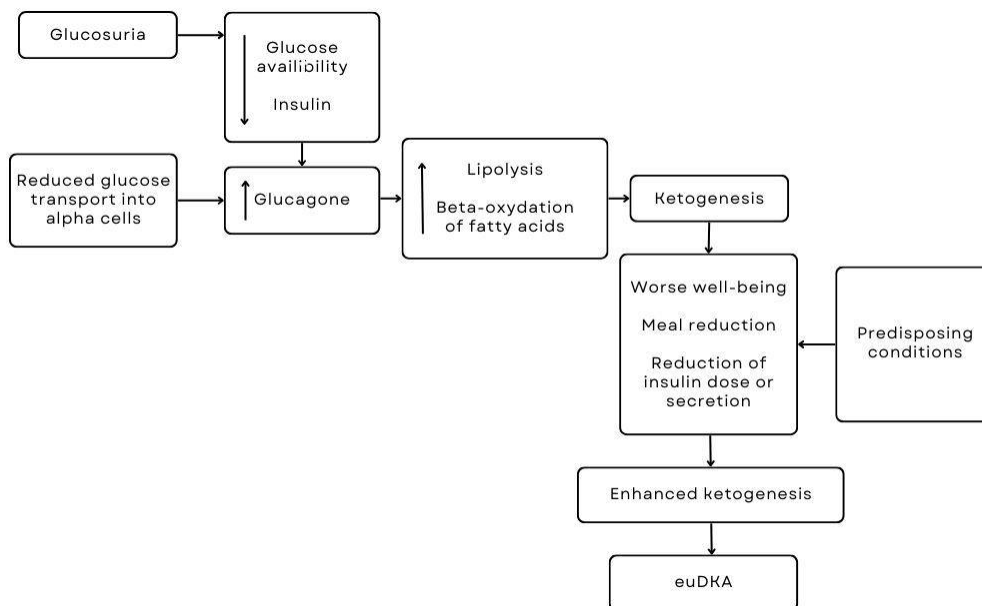 Glucosuria
Glucose
availibility
Insulin
Reduced glucose
transport into
alpha cells
Glucagone
Lipolysis
Beta-oxydation
of fatty acids
Ketogenesis
Worse well-being
Meal reduction
Reduction of
insulin dose or
secretion
Predisposing
conditions
Enhanced ketogenesis
euDKA